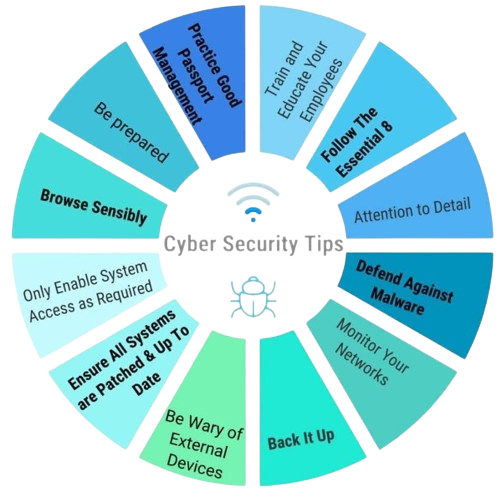 Cyber Security Tips
Train and
Educate Your
Employees
Follow The
Essential 8
Attention to Detail
Defend Against
Malware
Monitor Your
Networks
Back It Up
Be Wary of
External
Devices
Ensure All Systems
are Patched & Up To
Date
Only Enable System
Access as Required
Browse Sensibly
Be prepared
Practice Good
Passport
Management